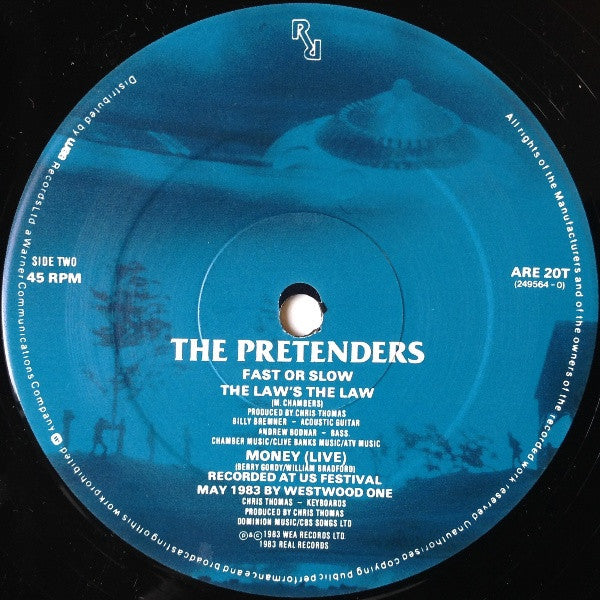 RR
SIDE TWO
45 RPM
ARE 20T
(249564 - 0)
THE PRETENDERS
FAST OR SLOW
THE LAW'S THE LAW
(M. CHAMBERS)
PRODUCED BY CHRIS THOMAS
BILLY BREMNER - ACOUSTIC GUITAR
ANDREW BODNAR - BASS
CHAMBER MUSIC/CLIVE BANKS MUSIC/ATV MUSIC
MONEY (LIVE)
(BERRY GORDY/WILLIAM BRADFORD)
RECORDED AT US FESTIVAL
MAY 1983 BY WESTWOOD ONE
CHRIS THOMAS - KEYBOARDS
PRODUCED BY CHRIS THOMAS
DOMINION MUSIC/CBS SONGS LTD
℗&© 1983 WEA RECORDS LTD.
1983 REAL RECORDS
All rights of the Manufacturers and of the owners of the recorded work reserved Unauthorised copying public performance and broadcasting of this work prohibited
Distributed by wea Records Ltd a Warner Communications Company